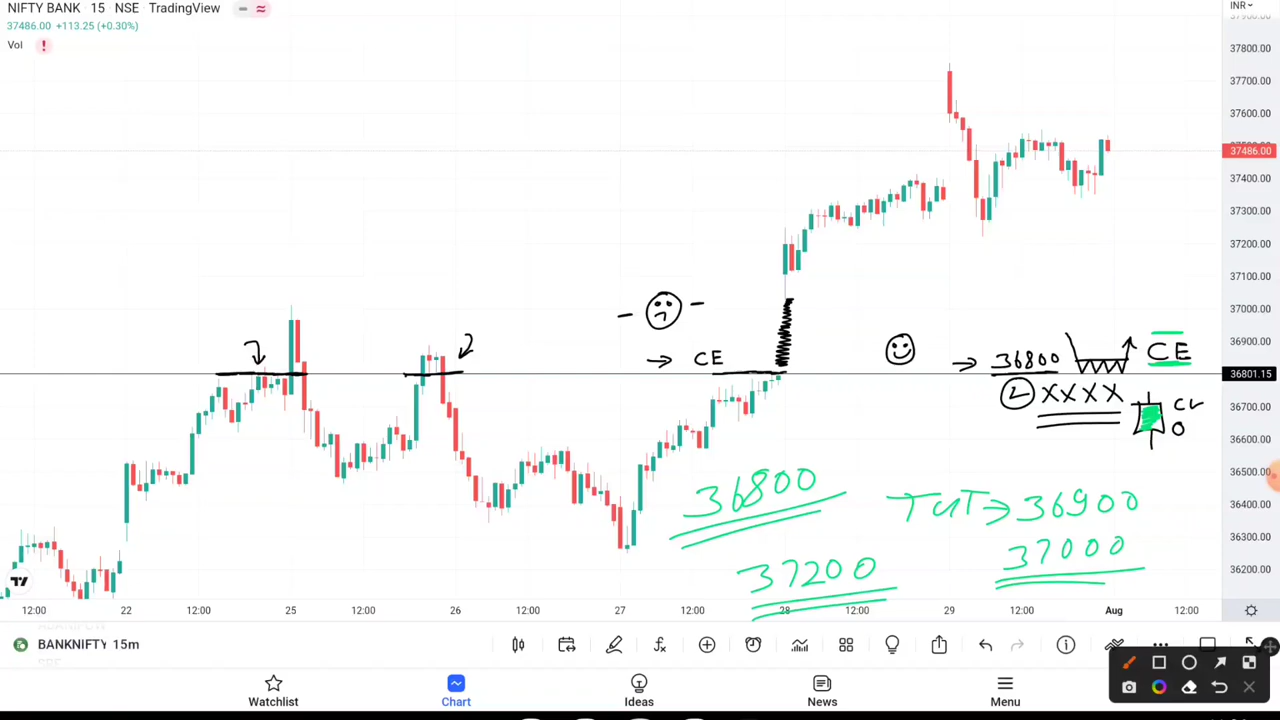 NIFTY BANK · 15 · NSE · TradingView
37486.00 +113.25 (+0.30%)
Vol
INR
37800.00
37700.00
37600.00
37486.00
37400.00
37300.00
37200.00
37100.00
37000.00
36900.00
36801.15
36700.00
36600.00
36500.00
36400.00
36300.00
36200.00
CE
36800
CE
XXXX
36800
37200
36900
37000
12:00 22 12:00 25 12:00 26 12:00 27 12:00 28 12:00 29 12:00 Aug 12:00
BANKNIFTY 15m
Watchlist Chart Ideas News Menu